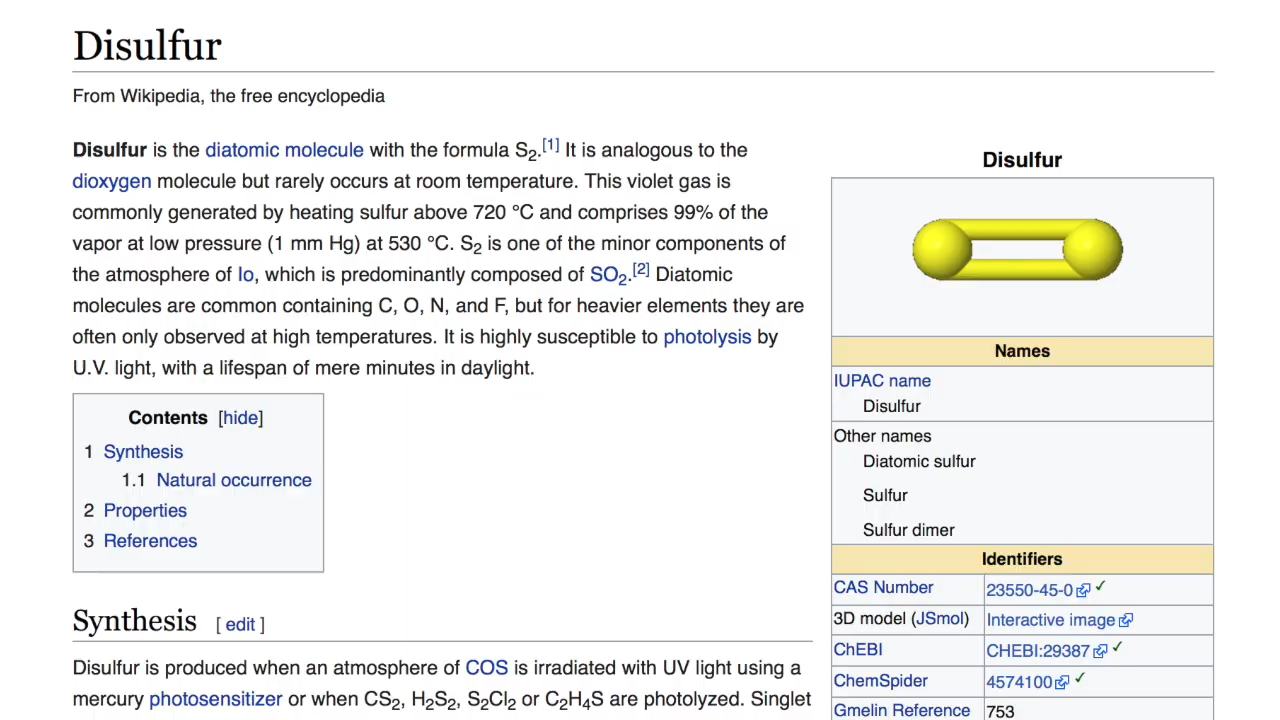 Disulfur
From Wikipedia, the free encyclopedia
Disulfur is the diatomic molecule with the formula S₂.[1] It is analogous to the
dioxygen molecule but rarely occurs at room temperature. This violet gas is
commonly generated by heating sulfur above 720 °C and comprises 99% of the
vapor at low pressure (1 mm Hg) at 530 °C. S₂ is one of the minor components of
the atmosphere of Io, which is predominantly composed of SO₂.[2] Diatomic
molecules are common containing C, O, N, and F, but for heavier elements they are
often only observed at high temperatures. It is highly susceptible to photolysis by
U.V. light, with a lifespan of mere minutes in daylight.
Contents [hide]
1 Synthesis
1.1 Natural occurrence
2 Properties
3 References
Synthesis [ edit ]
Disulfur is produced when an atmosphere of COS is irradiated with UV light using a
mercury photosensitizer or when CS₂, H₂S₂, S₂Cl₂ or C₂H₄S are photolyzed. Singlet
Disulfur
Names
IUPAC name
Disulfur
Other names
Diatomic sulfur
Sulfur
Sulfur dimer
Identifiers
CAS Number 23550-45-0 ✓
3D model (JSmol) Interactive image
ChEBI CHEBI:29387 ✓
ChemSpider 4574100 ✓
Gmelin Reference 753